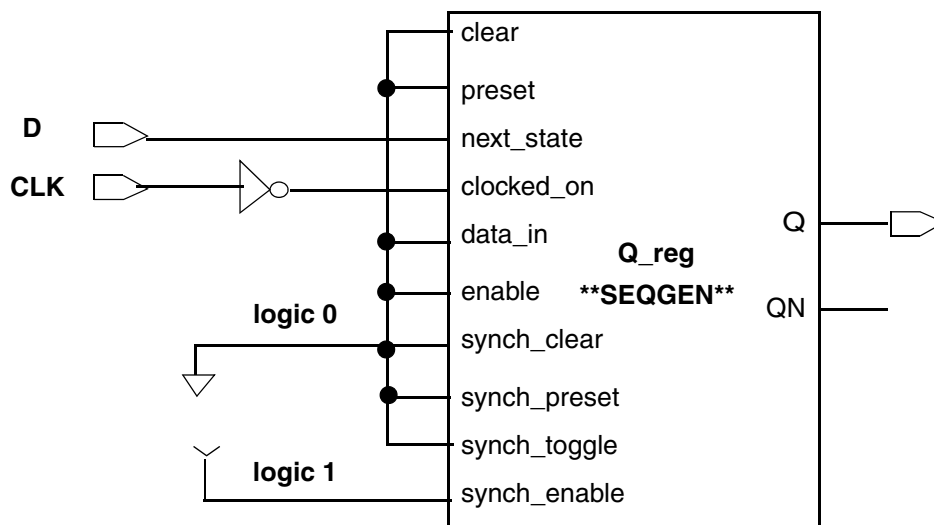 clear
preset
D
next_state
CLK
clocked_on
data_in
Q
Q_reg
enable
**SEQGEN**
QN
logic 0
synch_clear
synch_preset
synch_toggle
logic 1
synch_enable